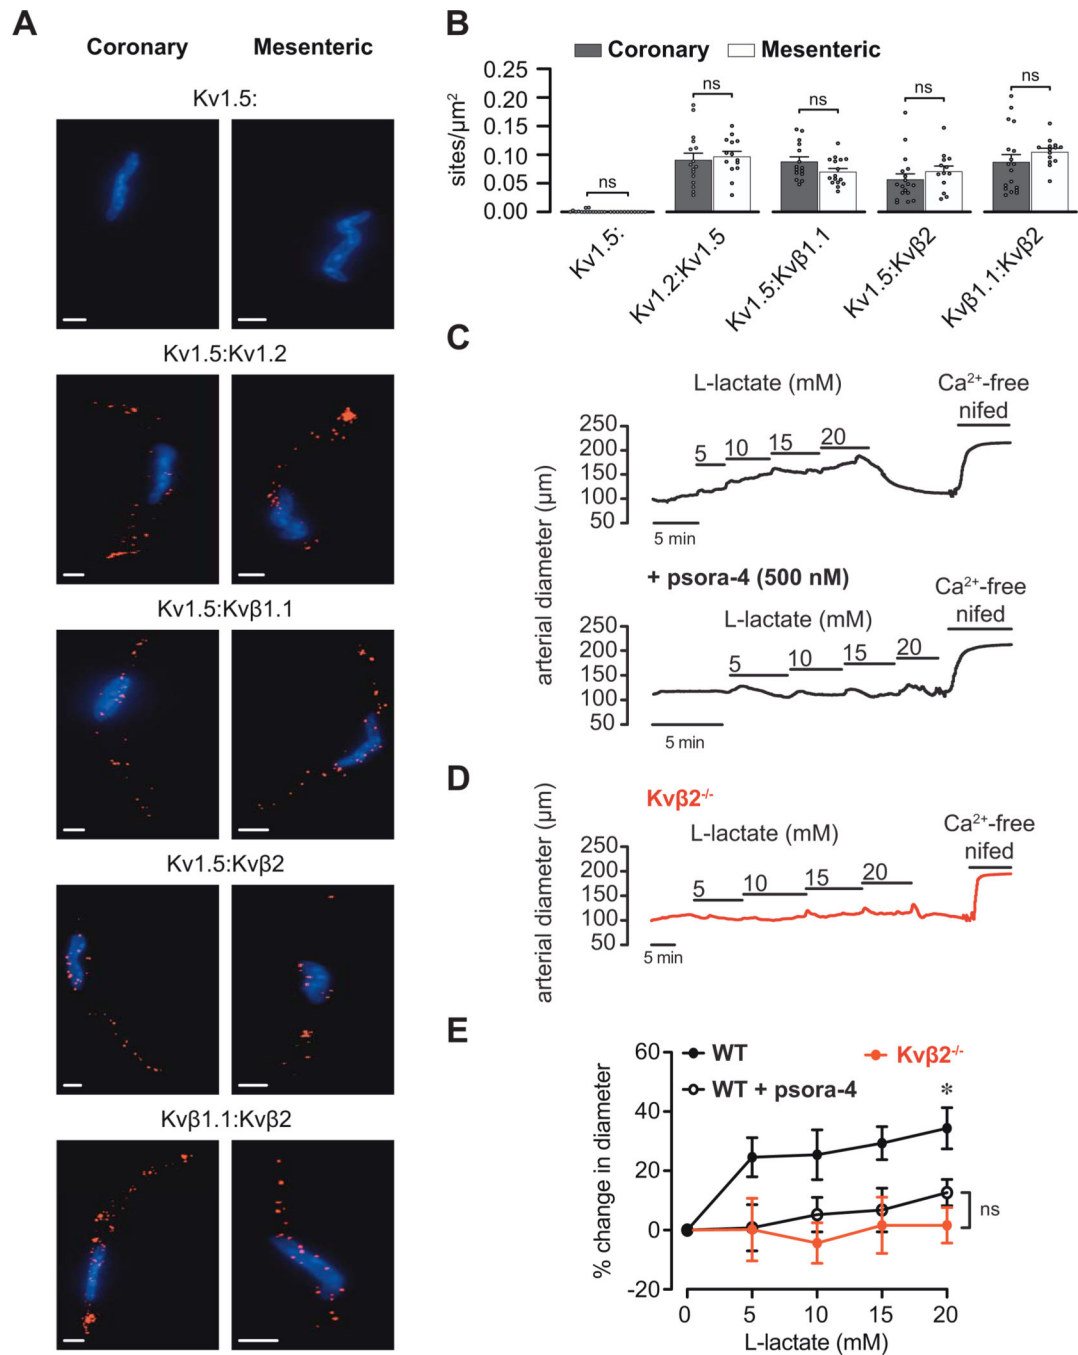 A
Coronary Mesenteric
Kv1.5:
Kv1.5:Kv1.2
Kv1.5:Kvβ1.1
Kv1.5:Kvβ2
Kvβ1.1:Kvβ2
B
Coronary Mesenteric
sites/µm²
0.25
0.20
0.15
0.10
0.05
0.00
ns ns ns ns ns
Kv1.5:
Kv1.2:Kv1.5
Kv1.5:Kvβ1.1
Kv1.5:Kvβ2
Kvβ1.1:Kvβ2
C
arterial diameter (µm)
L-lactate (mM)
Ca²⁺-free
nifed
250
200
150
100
50
5 10 15 20
5 min
+ psora-4 (500 nM)
L-lactate (mM)
Ca²⁺-free
nifed
250
200
150
100
50
5 10 15 20
5 min
D
Kvβ2⁻/⁻
arterial diameter (µm)
L-lactate (mM)
Ca²⁺-free
nifed
250
200
150
100
50
5 10 15 20
5 min
E
% change in diameter
60
40
20
0
-20
WT Kvβ2⁻/⁻
WT + psora-4
*
ns
0 5 10 15 20
L-lactate (mM)